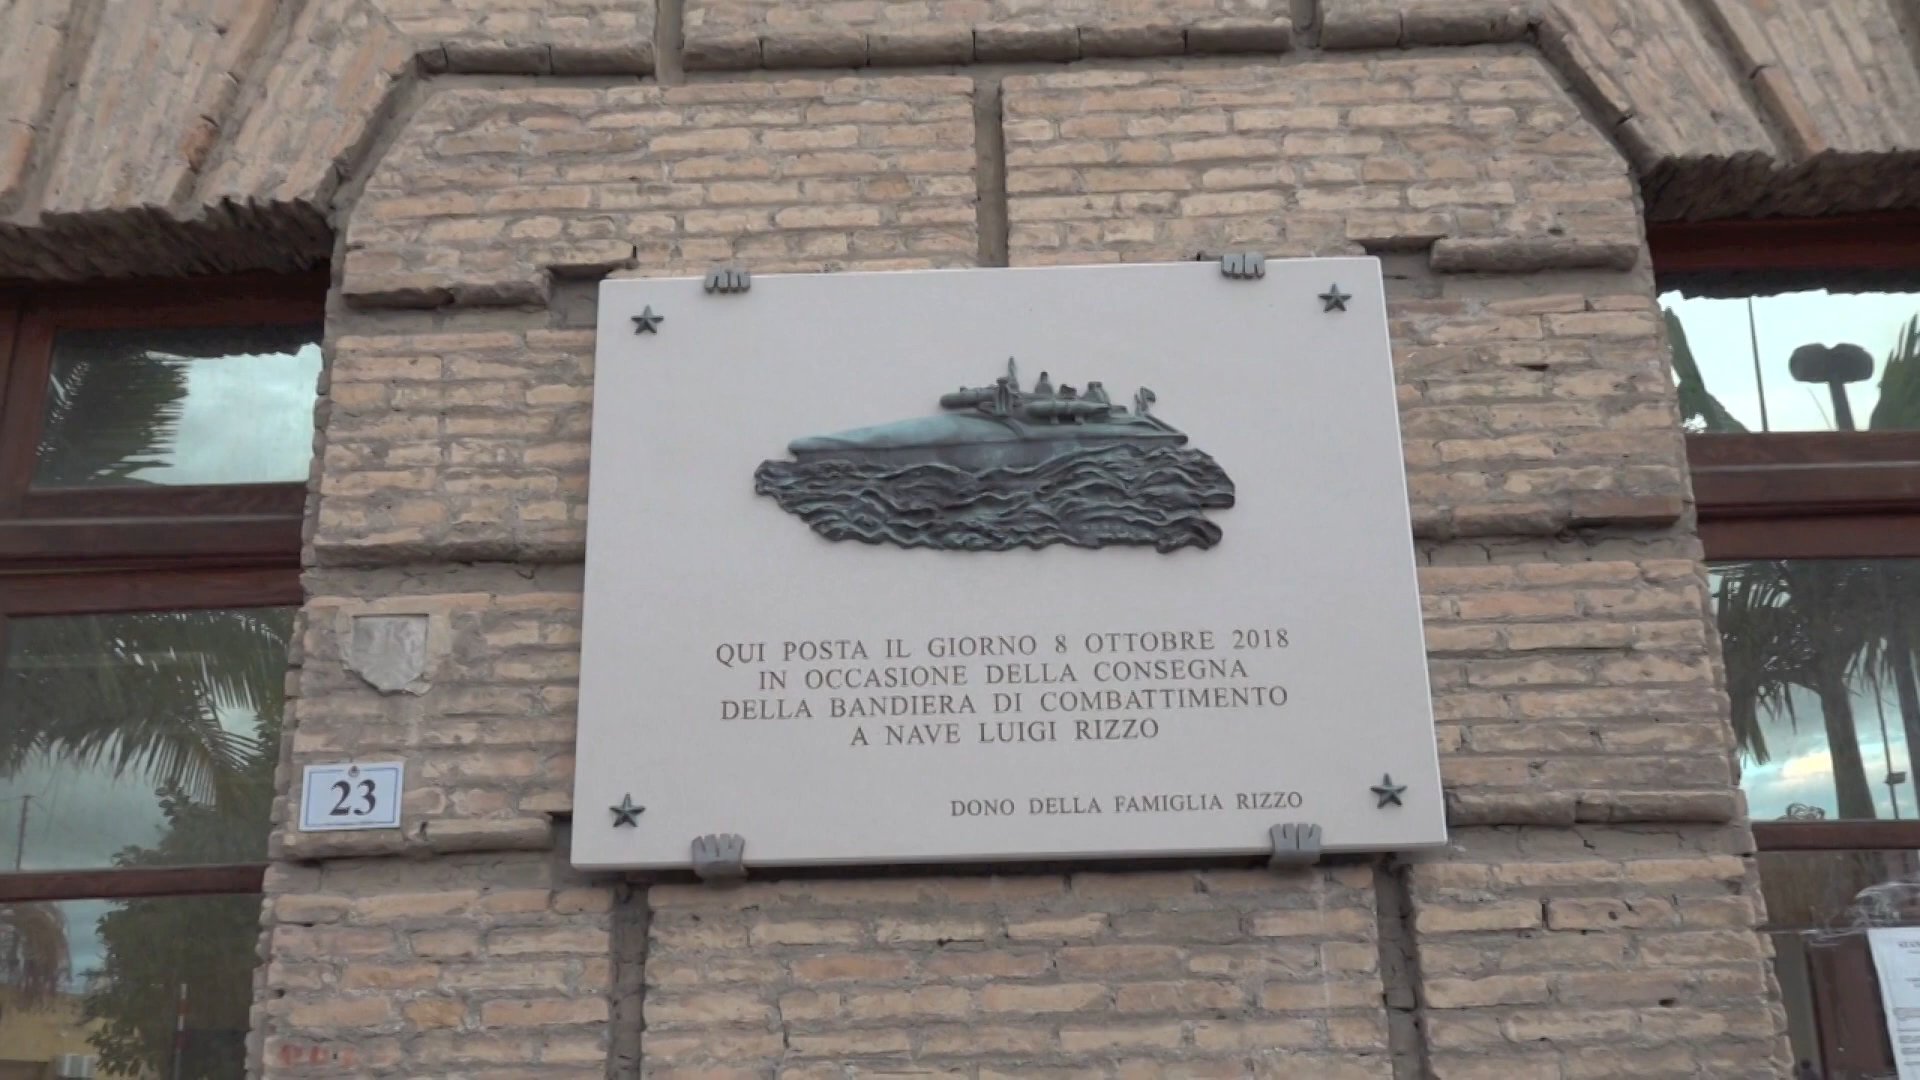 QUI POSTA IL GIORNO 8 OTTOBRE 2018
IN OCCASIONE DELLA CONSEGNA
DELLA BANDIERA DI COMBATTIMENTO
A NAVE LUIGI RIZZO
DONO DELLA FAMIGLIA RIZZO
23